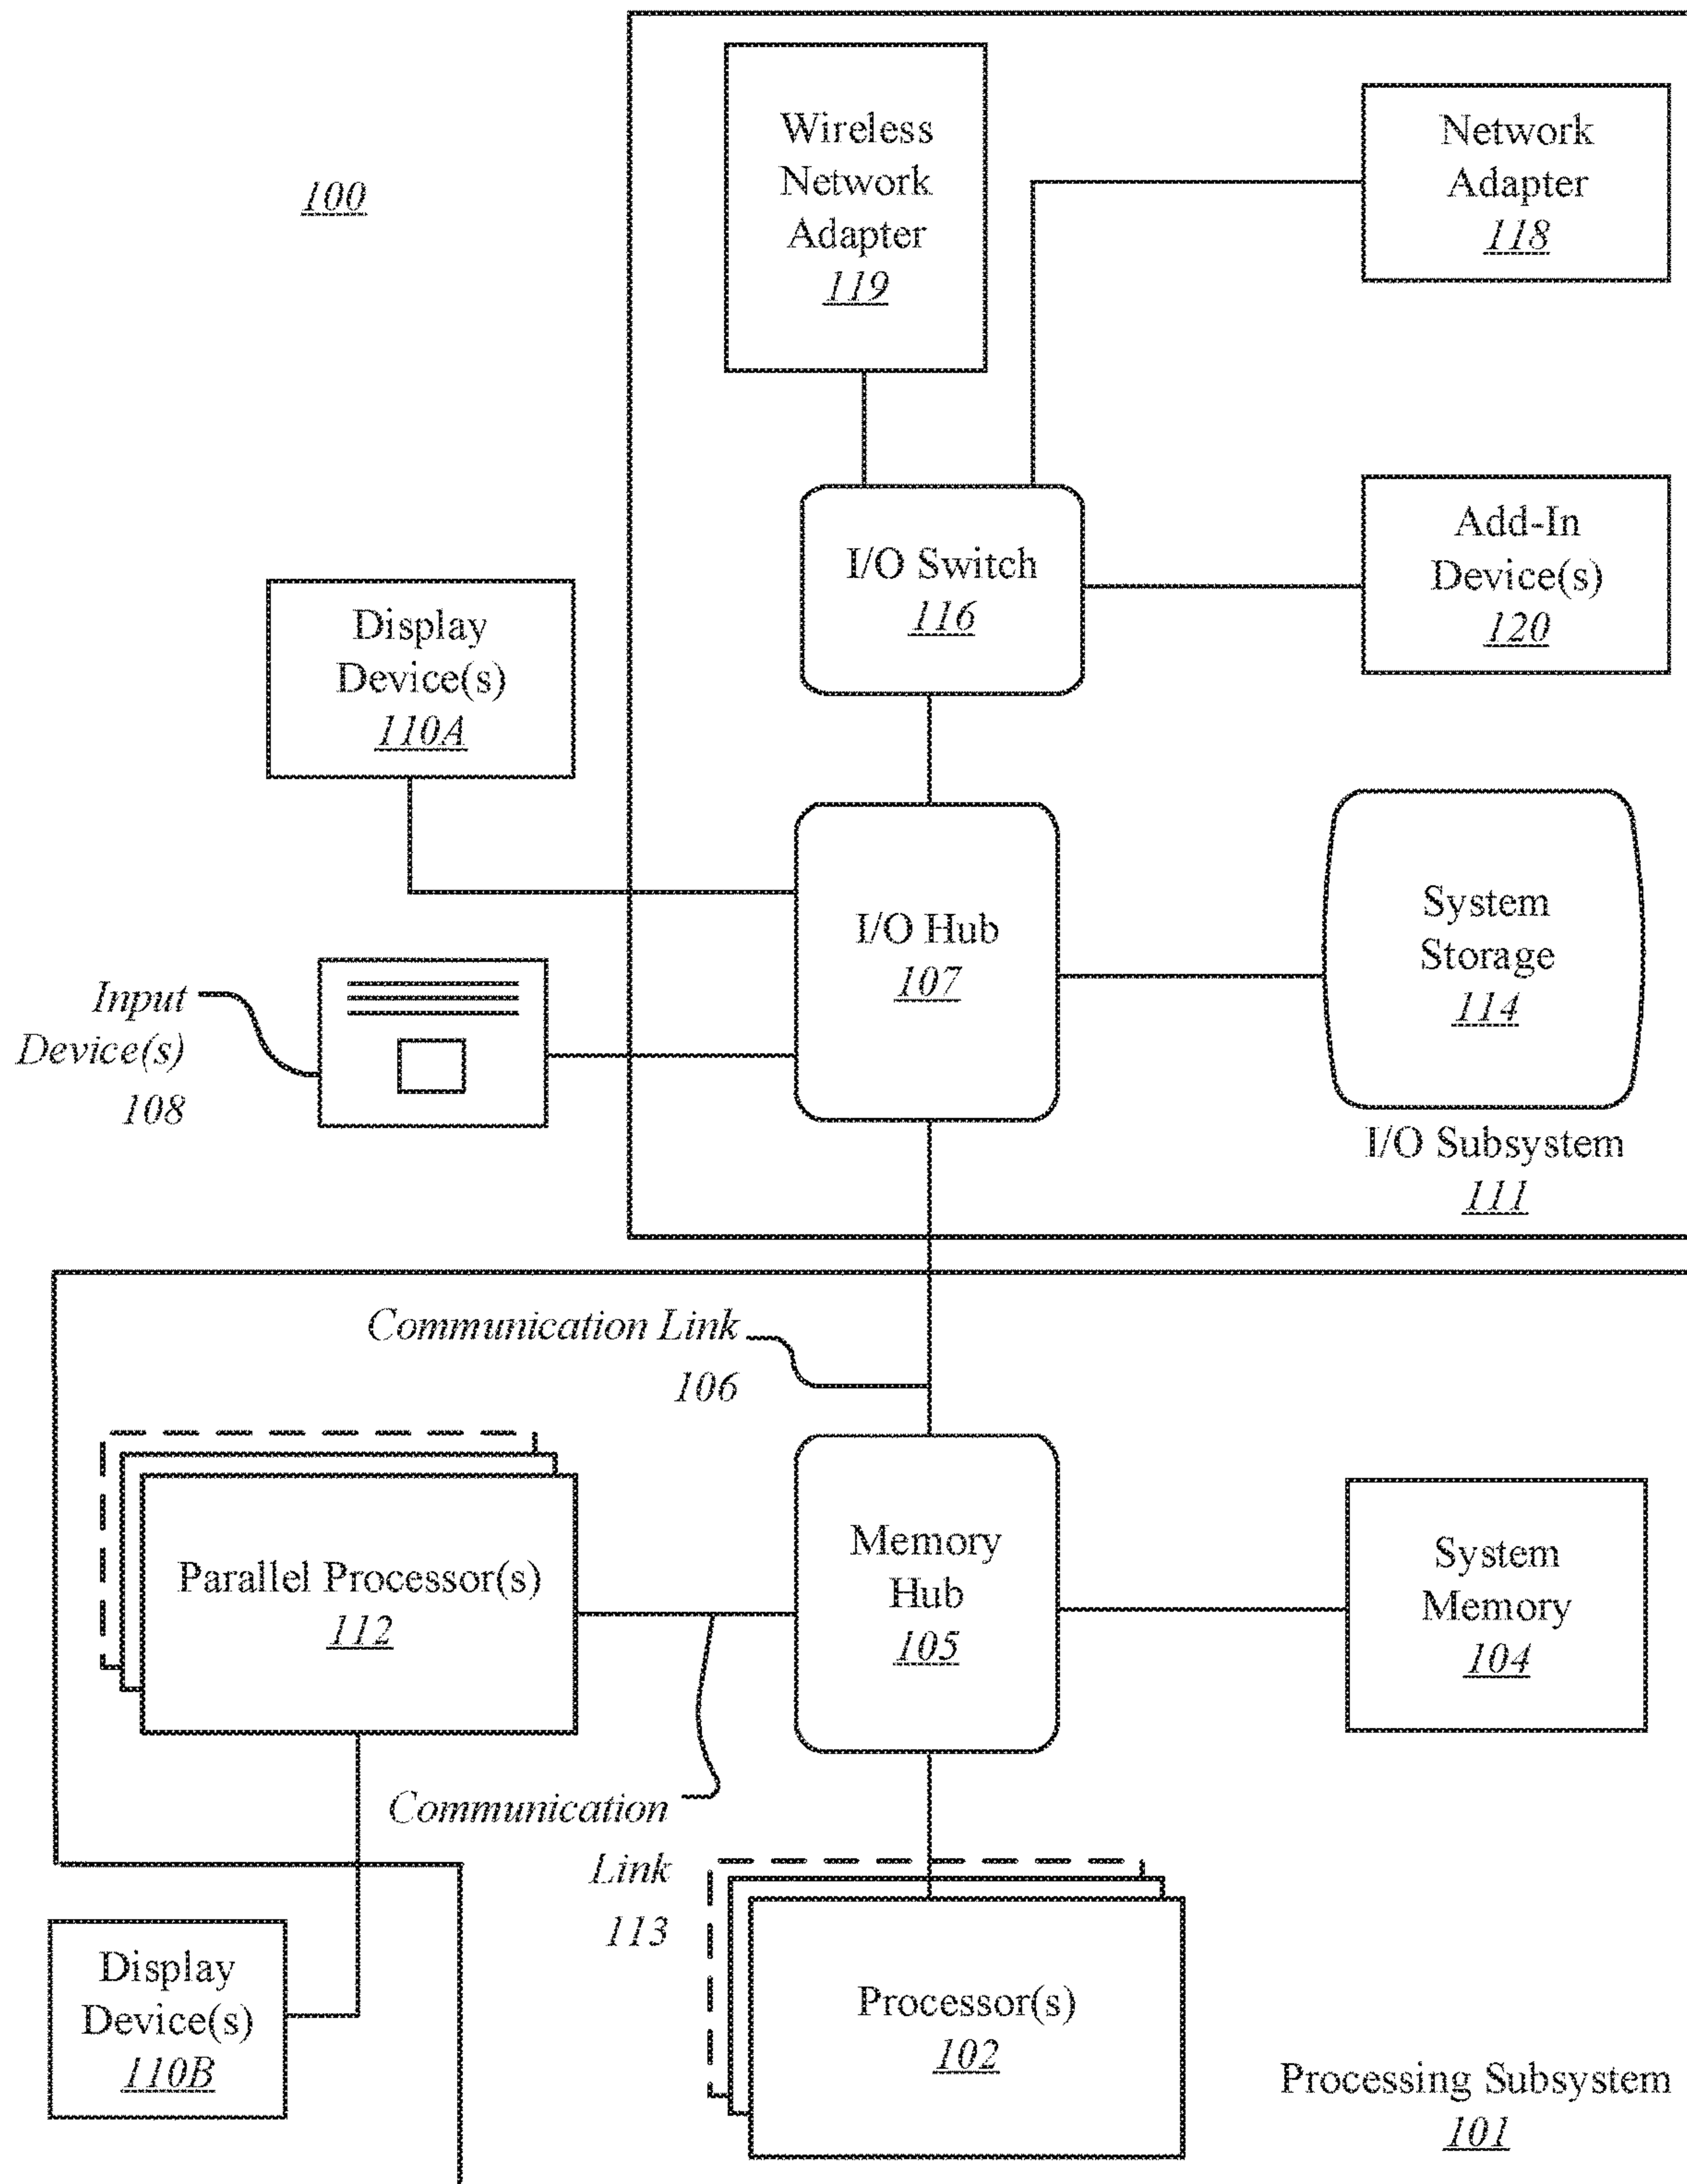 Wireless
Network
Adapter
119
Network
Adapter
118
100
I/O Switch
116
Add-In
Device(s)
120
Display
Device(s)
110A
I/O Hub
107
System
Storage
114
Input
Device(s)
108
I/O Subsystem
111
Communication Link
106
Parallel Processor(s)
112
Memory
Hub
105
System
Memory
104
Communication
Link
113
Display
Device(s)
110B
Processor(s)
102
Processing Subsystem
101